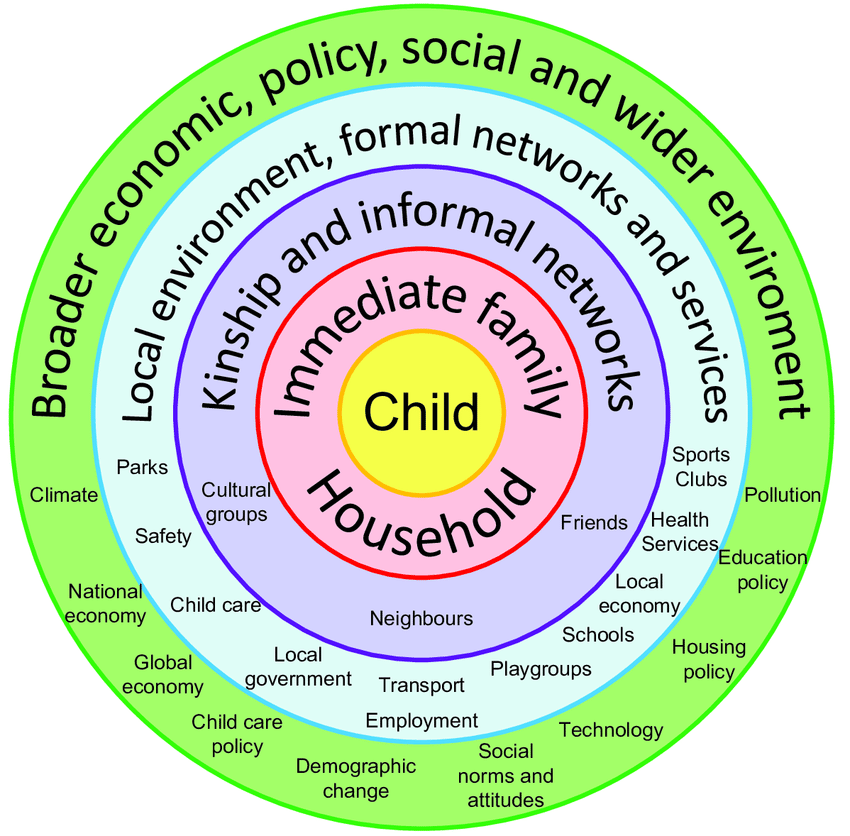 Broader economic, policy, social and wider enviroment
Local environment, formal networks and services
Kinship and informal networks
Immediate family
Child
Household
Parks
Sports
Clubs
Climate
Cultural
groups
Pollution
Friends
Health
Services
Safety
Education
policy
National
economy
Child care
Local
economy
Neighbours
Schools
Housing
policy
Global
economy
Local
government
Playgroups
Transport
Child care
policy
Employment
Technology
Demographic
change
Social
norms and
attitudes